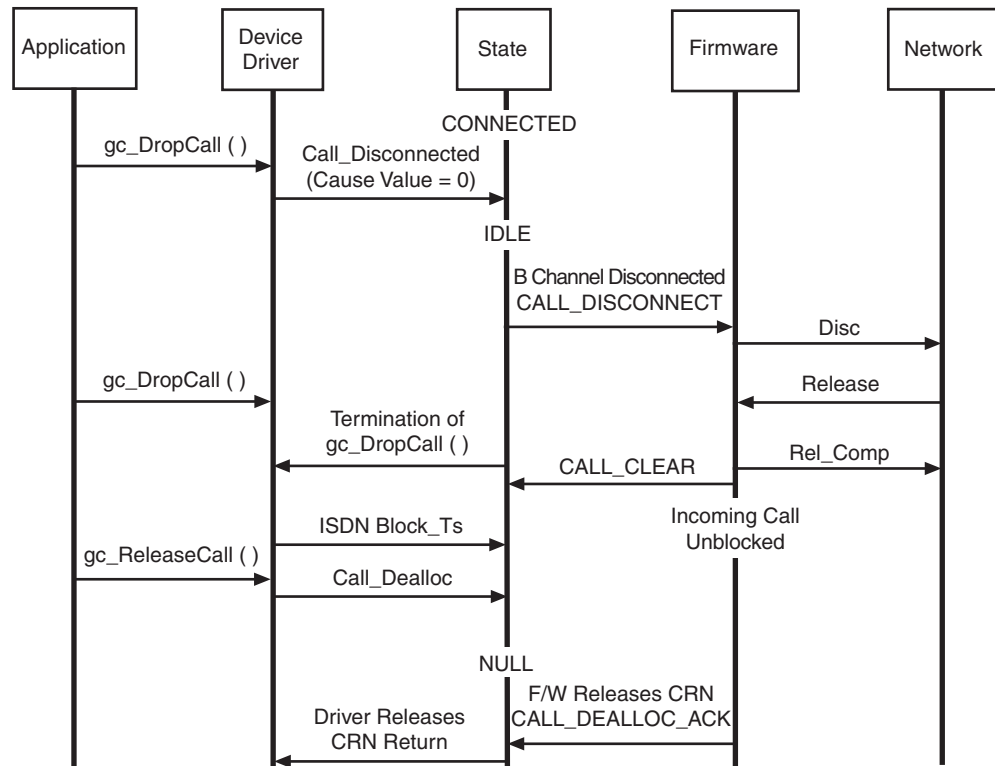 Application
Device
Driver
State
Firmware
Network
CONNECTED
gc_DropCall ( )
Call_Disconnected
(Cause Value = 0)
IDLE
B Channel Disconnected
CALL_DISCONNECT
Disc
gc_DropCall ( )
Release
Termination of
gc_DropCall ( )
Rel_Comp
CALL_CLEAR
Incoming Call
Unblocked
ISDN Block_Ts
gc_ReleaseCall ( )
Call_Dealloc
NULL
F/W Releases CRN
CALL_DEALLOC_ACK
Driver Releases
CRN Return